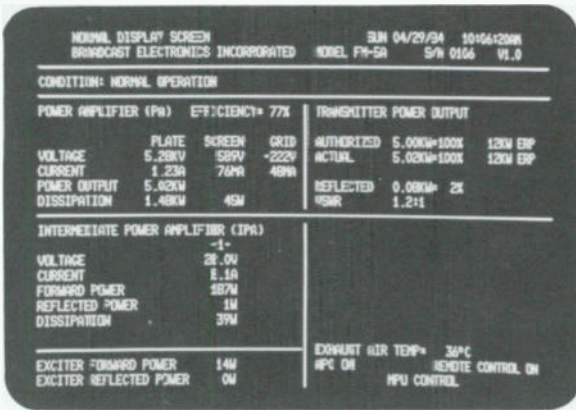 NORMAL DISPLAY SCREEN SUN 04/29/84 10:06:20AM
BROADCAST ELECTRONICS INCORPORATED MODEL FM-5A S/N 0106 V1.0
CONDITION: NORMAL OPERATION
POWER AMPLIFIER (PA) EFFICIENCY= 77%
PLATE SCREEN GRID
VOLTAGE 5.28KV 589V -222V
CURRENT 1.23A 76MA 48MA
POWER OUTPUT 5.02KW
DISSIPATION 1.48KW 45W
TRANSMITTER POWER OUTPUT
AUTHORIZED 5.00KW=100% 12KW ERP
ACTUAL 5.02KW=100% 12KW ERP
REFLECTED 0.08KW= 2%
VSWR 1.2:1
INTERMEDIATE POWER AMPLIFIER (IPA)
-1-
VOLTAGE 28.0V
CURRENT 8.1A
FORWARD POWER 187W
REFLECTED POWER 1W
DISSIPATION 39W
EXCITER FORWARD POWER 14W
EXCITER REFLECTED POWER 0W
EXHAUST AIR TEMP= 36°C
APC ON REMOTE CONTROL ON
MPU CONTROL